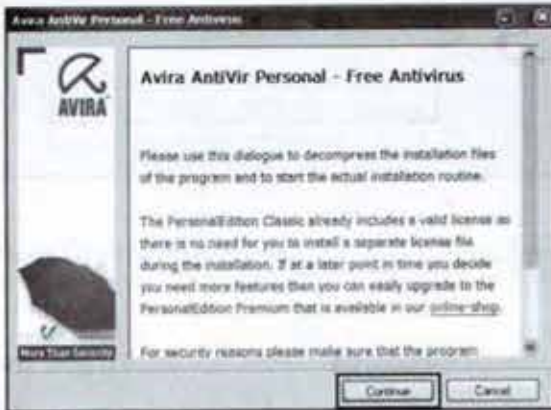 Avira AntiVir Personal - Free Antivirus
AVIRA
Avira AntiVir Personal - Free Antivirus
Please use this dialogue to decompress the installation files
of the program and to start the actual installation routine.
The PersonalEdition Classic already includes a valid license so
there is no need for you to install a separate license file
during the installation. If at a later point in time you decide
you need more features then you can easily upgrade to the
PersonalEdition Premium that is available in our online-shop.
For security reasons please make sure that the program
More Than Security
Continue
Cancel